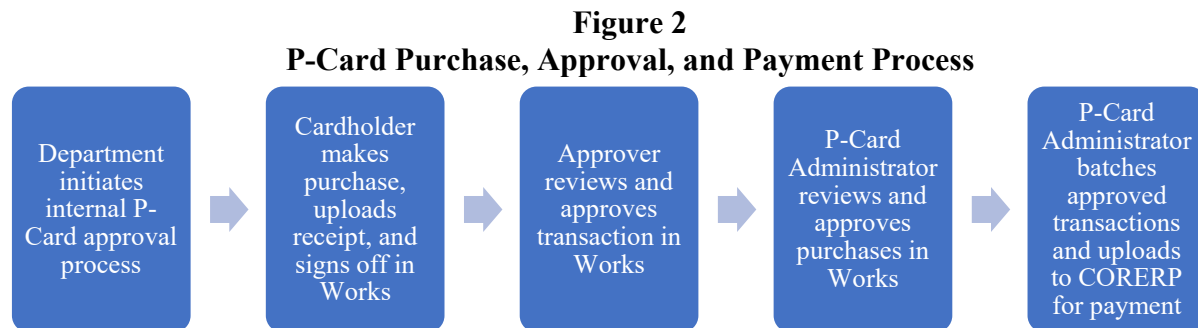 Figure 2
P-Card Purchase, Approval, and Payment Process
Department
initiates
internal P-
Card approval
process
Cardholder
makes
purchase,
uploads
receipt, and
signs off in
Works
Approver
reviews and
approves
transaction in
Works
P-Card
Administrator
reviews and
approves
purchases in
Works
P-Card
Administrator
batches
approved
transactions
and uploads
to CORERP
for payment